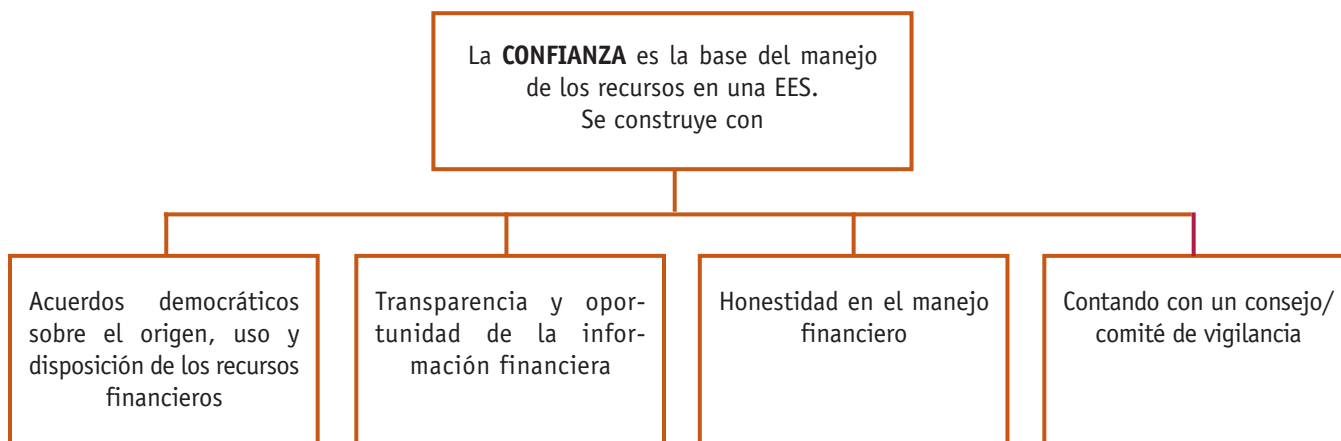 La CONFIANZA es la base del manejo
de los recursos en una EES.
Se construye con
Acuerdos democráticos
sobre el origen, uso y
disposición de los recursos
financieros
Transparencia y opor-
tunidad de la infor-
mación financiera
Honestidad en el manejo
financiero
Contando con un consejo/
comité de vigilancia